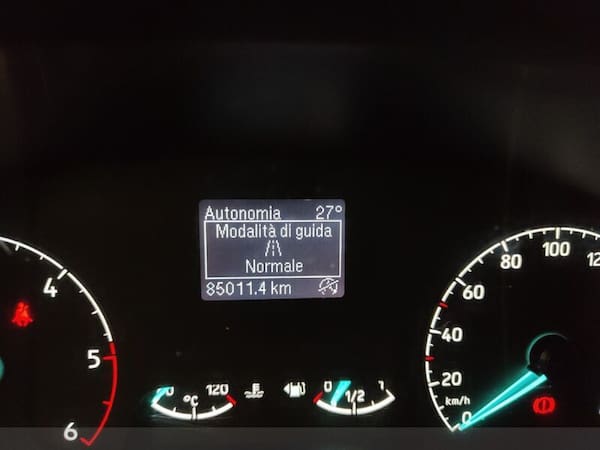 Autonomia 27°
Modalità di guida
Normale
85011.4 km
4
5
6
0 120
°C
0 1/2 1
0 20 40 60 80 100
km/h